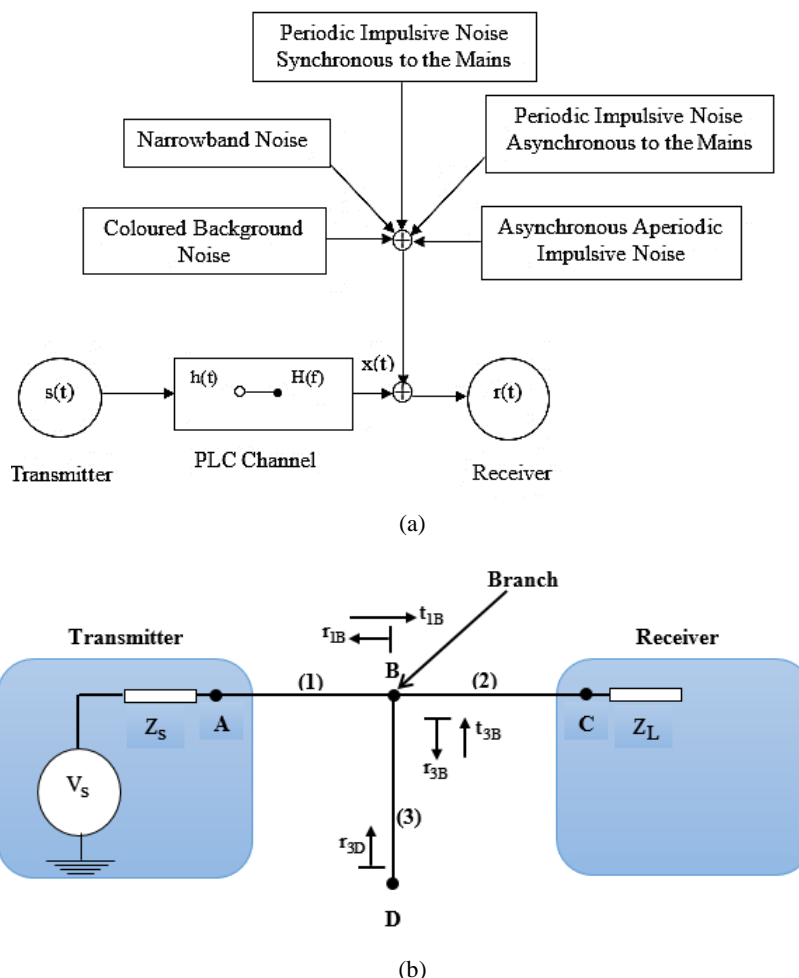 Periodic Impulsive Noise
Synchronous to the Mains
Periodic Impulsive Noise
Asynchronous to the Mains
Narrowband Noise
Coloured Background
Noise
Asynchronous Aperiodic
Impulsive Noise
x(t)
h(t)
H(f)
s(t)
r(t)
Transmitter
PLC Channel
Receiver
(a)
Branch
t1B
r1B
Transmitter
Receiver
B
(1)
(2)
ZS
A
C
ZL
t3B
r3B
VS
(3)
r3D
D
(b)